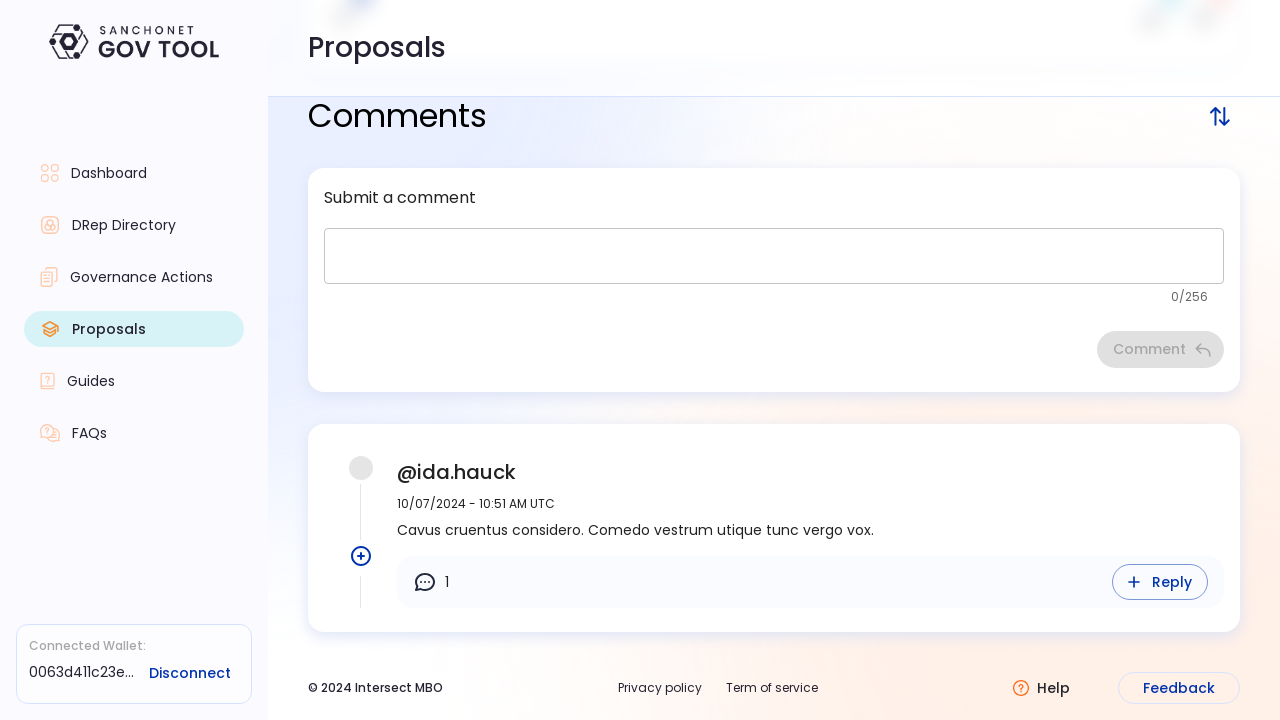 SANCHONET
GOV TOOL
Proposals
Comments
Dashboard
DRep Directory
Governance Actions
Proposals
Guides
FAQs
Submit a comment
0/256
Comment
@ida.hauck
10/07/2024 - 10:51 AM UTC
Cavus cruentus considero. Comedo vestrum utique tunc vergo vox.
1
Reply
Connected Wallet:
0063d411c23e...
Disconnect
© 2024 Intersect MBO
Privacy policy
Term of service
Help
Feedback